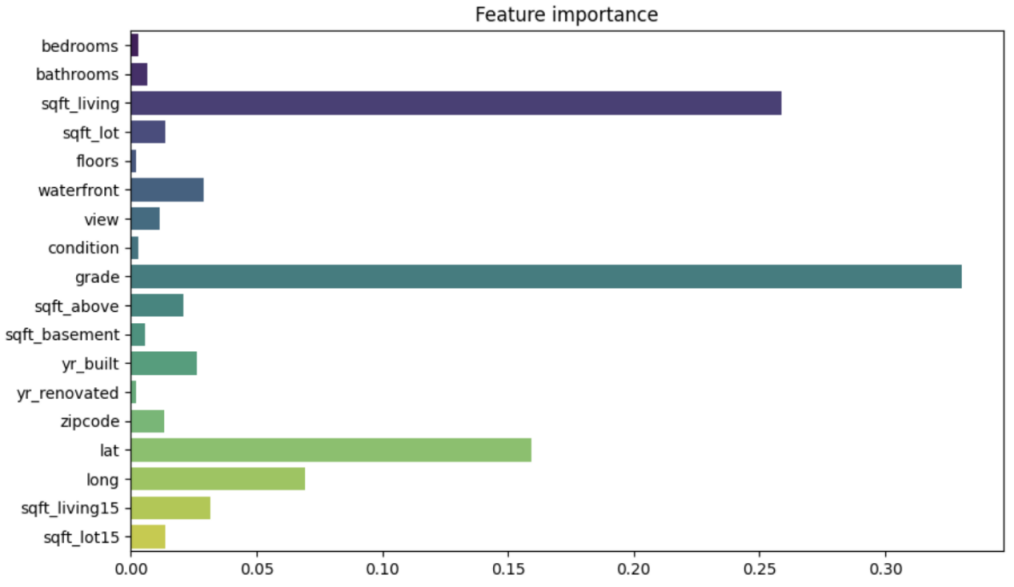 Feature importance
bedrooms
bathrooms
sqft_living
sqft_lot
floors
waterfront
view
condition
grade
sqft_above
sqft_basement
yr_built
yr_renovated
zipcode
lat
long
sqft_living15
sqft_lot15
0.00 0.05 0.10 0.15 0.20 0.25 0.30